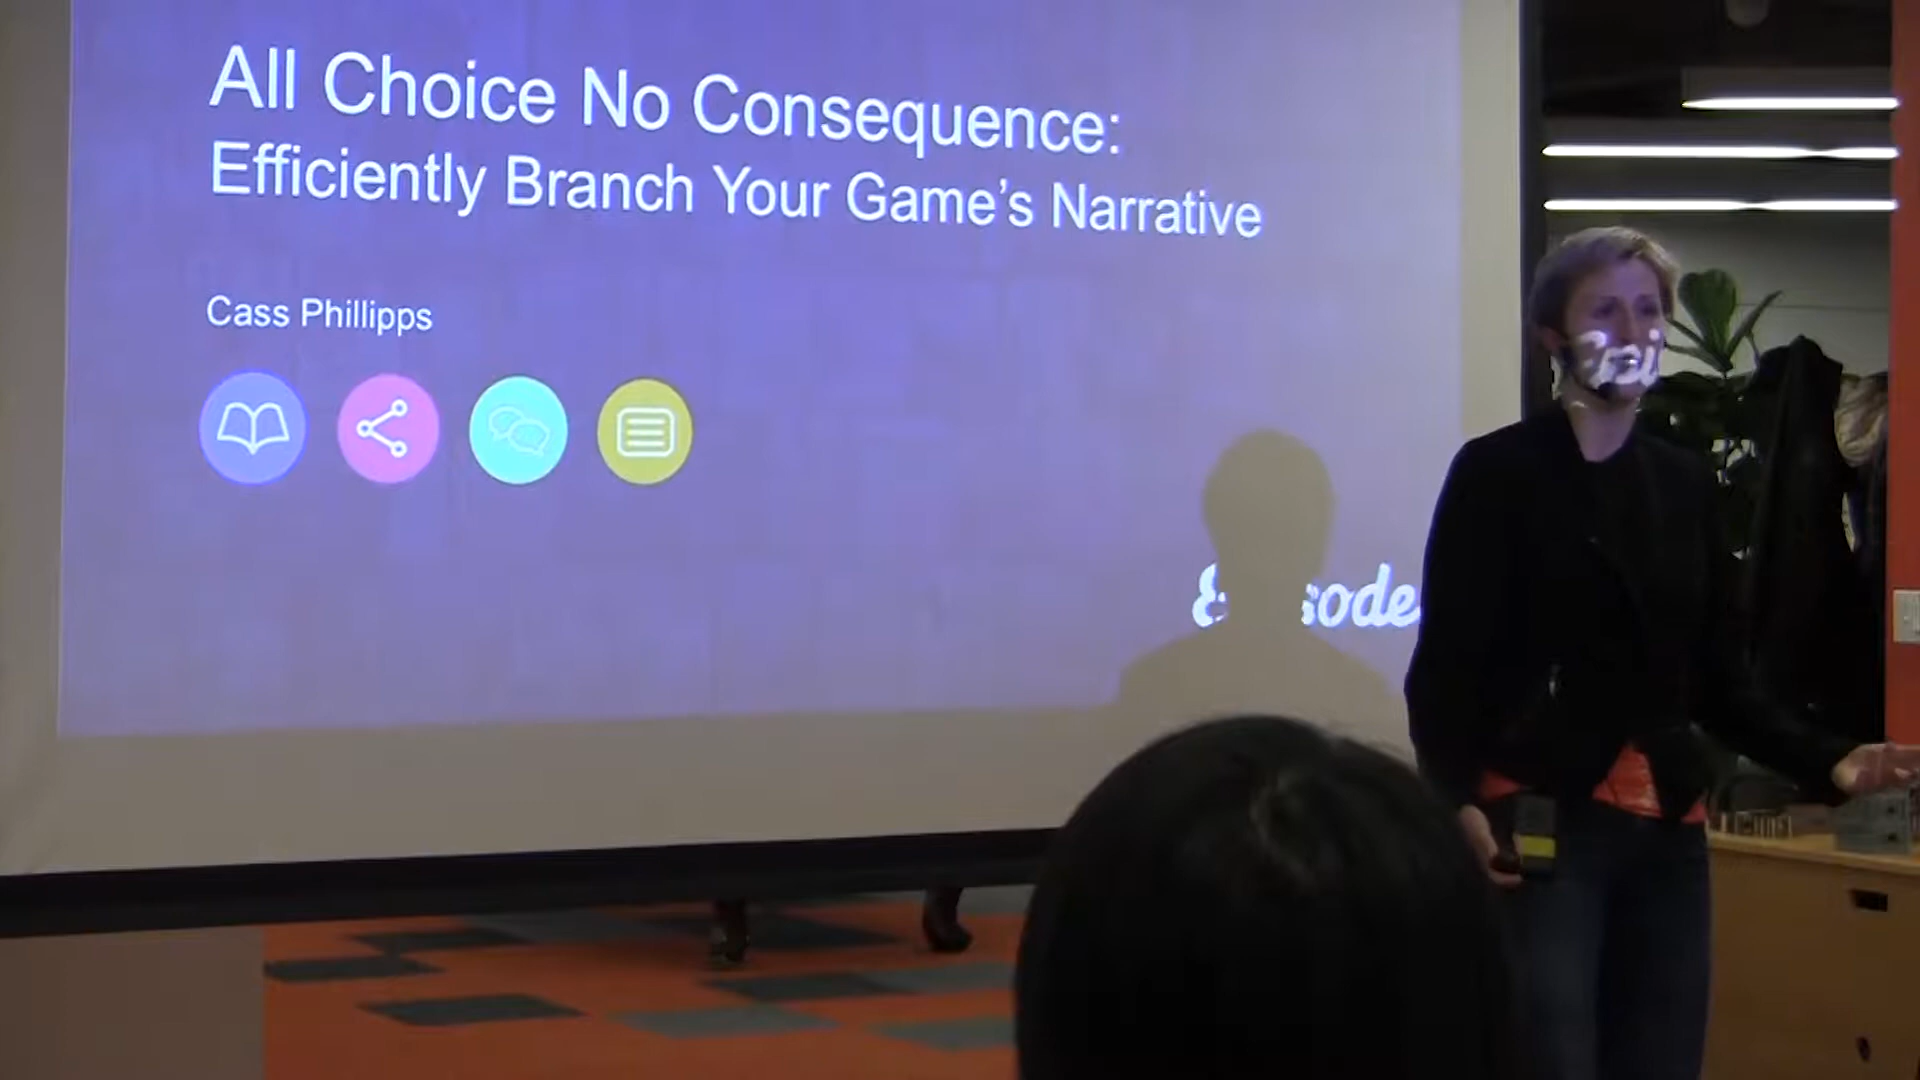 All Choice No Consequence:
Efficiently Branch Your Game’s Narrative
Cass Phillipps